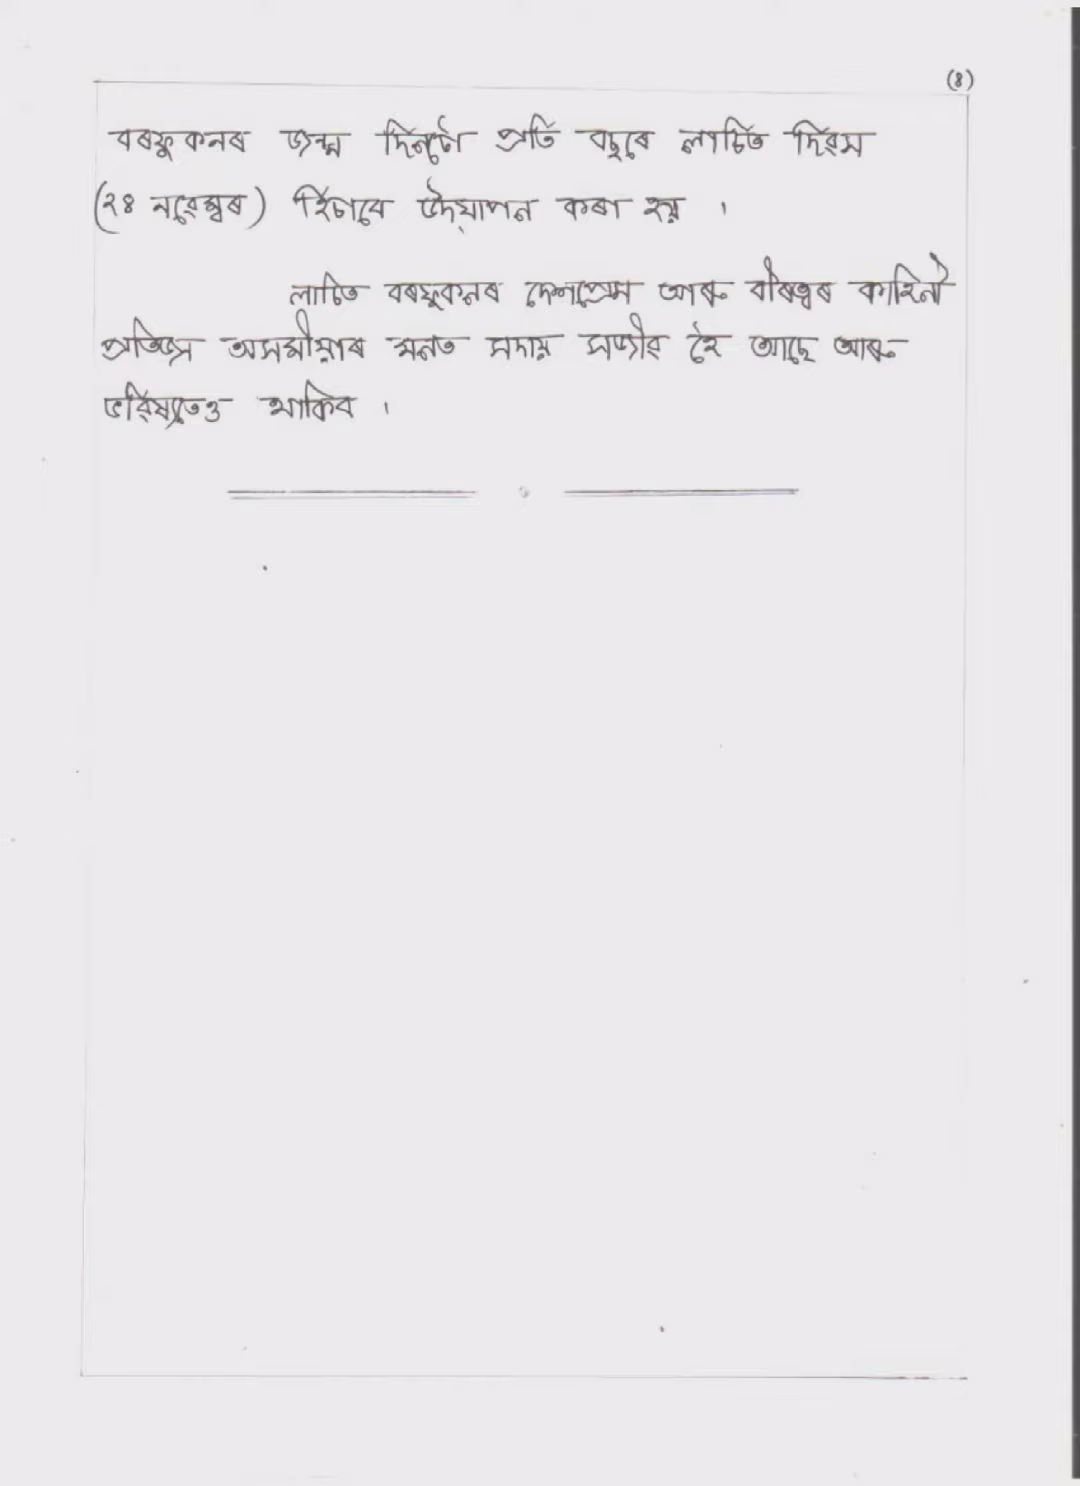 (৪)
বৰফুকনৰ জন্ম দিনটো প্ৰতি বছৰে লাচিত দিৱস
(২৪ নৱেম্বৰ) হিচাবে উদ্‌যাপন কৰা হয় ।
লাচিত বৰফুকনৰ দেশপ্ৰেম আৰু বীৰত্বৰ কাহিনী
প্ৰতিজন অসমীয়াৰ মনত সদায় সজীৱ হৈ আছে আৰু
ভৱিষ্যতেও থাকিব ।